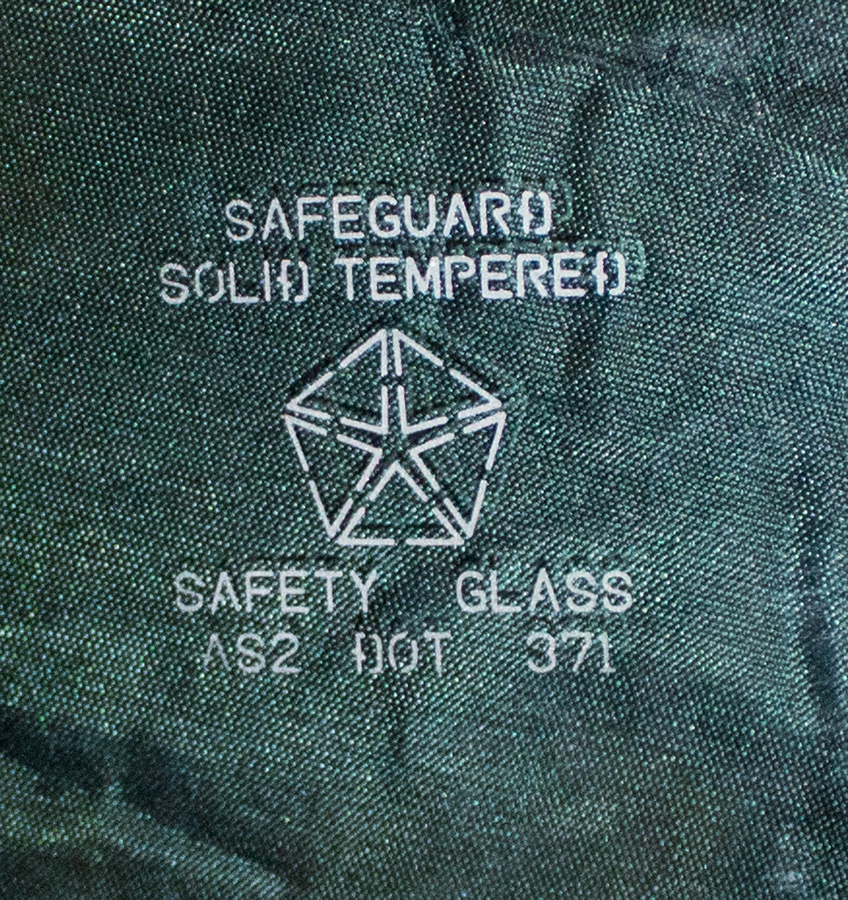 SAFEGUARD
SOLID TEMPERED
SAFETY GLASS
AS2 DOT 371